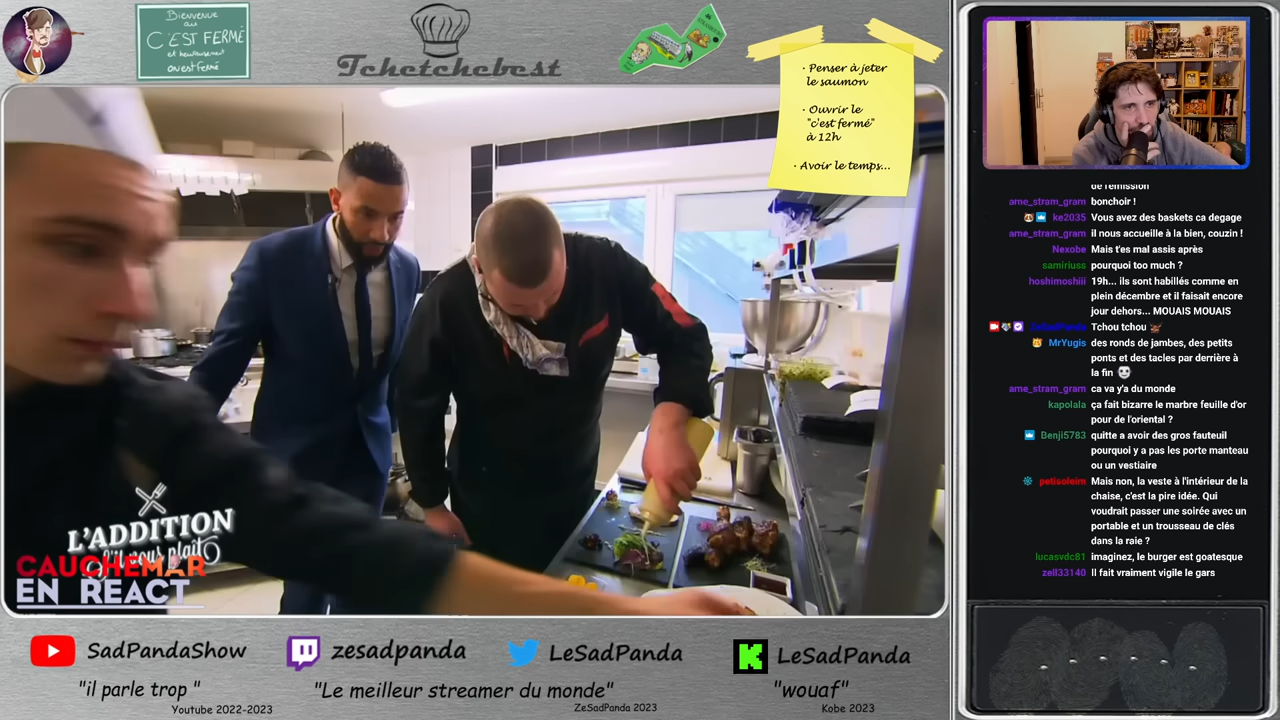 BIENVENUE
au
C'EST FERMÉ
et heureusement
on est fermé
Tchetchebest
· Penser à jeter
le saumon
· Ouvrir le
"c'est fermé"
à 12h
· Avoir le temps...
L'ADDITION
s'il vous plaît
CAUCHEMAR
EN REACT
SadPandaShow
zesadpanda
LeSadPanda
LeSadPanda
"il parle trop "
Youtube 2022-2023
"Le meilleur streamer du monde"
ZeSadPanda 2023
"wouaf"
Kobe 2023
de rémission
ame_stram_gram bonchoir !
ke2035 Vous avez des baskets ca degage
ame_stram_gram il nous accueille à la bien, couzin !
Nexobe Mais t'es mal assis après
samiriuss pourquoi too much ?
hoshimoshiii 19h... ils sont habillés comme en
plein décembre et il faisait encore
jour dehors... MOUAIS MOUAIS
ZeSadPanda Tchou tchou
MrYugis des ronds de jambes, des petits
ponts et des tacles par derrière à
la fin
ame_stram_gram ca va y'a du monde
kapolala ça fait bizarre le marbre feuille d'or
pour de l'oriental ?
Benji5783 quitte a avoir des gros fauteuil
pourquoi y a pas les porte manteau
ou un vestiaire
petisoleim Mais non, la veste à l'intérieur de la
chaise, c'est la pire idée. Qui
voudrait passer une soirée avec un
portable et un trousseau de clés
dans la raie ?
lucasvdc81 imaginez, le burger est goatesque
zell33140 Il fait vraiment vigile le gars